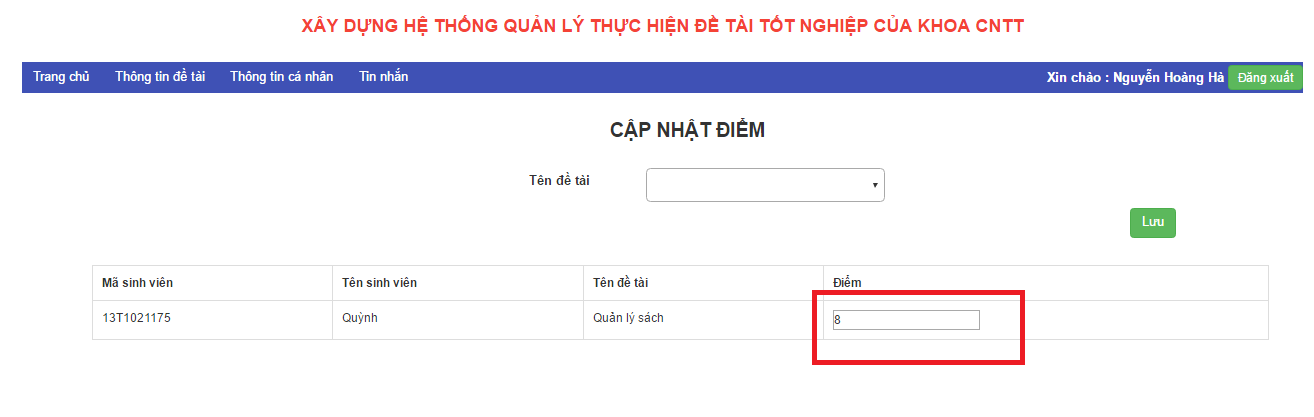 XÂY DỰNG HỆ THỐNG QUẢN LÝ THỰC HIỆN ĐỀ TÀI TỐT NGHIỆP CỦA KHOA CNTT
Trang chủ Thông tin đề tài Thông tin cá nhân Tin nhắn Xin chào : Nguyễn Hoàng Hà Đăng xuất
CẬP NHẬT ĐIỂM
Tên đề tài
Lưu
Mã sinh viên Tên sinh viên Tên đề tài Điểm
13T1021175 Quỳnh Quản lý sách 8